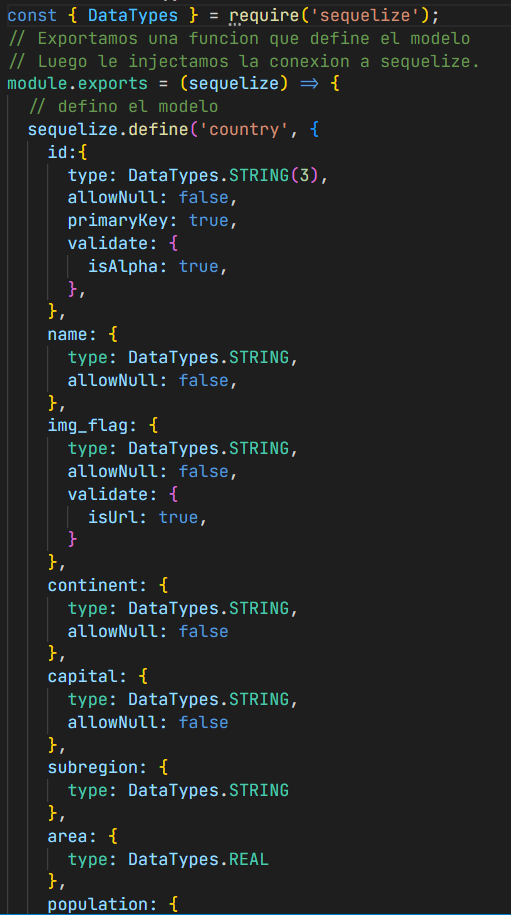 const { DataTypes } = require('sequelize');
// Exportamos una funcion que define el modelo
// Luego le injectamos la conexion a sequelize.
module.exports = (sequelize) => {
  // defino el modelo
  sequelize.define('country', {
    id:{
      type: DataTypes.STRING(3),
      allowNull: false,
      primaryKey: true,
      validate: {
        isAlpha: true,
      },
    },
    name: {
      type: DataTypes.STRING,
      allowNull: false,
    },
    img_flag: {
      type: DataTypes.STRING,
      allowNull: false,
      validate: {
        isUrl: true,
      }
    },
    continent: {
      type: DataTypes.STRING,
      allowNull: false
    },
    capital: {
      type: DataTypes.STRING,
      allowNull: false
    },
    subregion: {
      type: DataTypes.STRING
    },
    area: {
      type: DataTypes.REAL
    },
    population: {